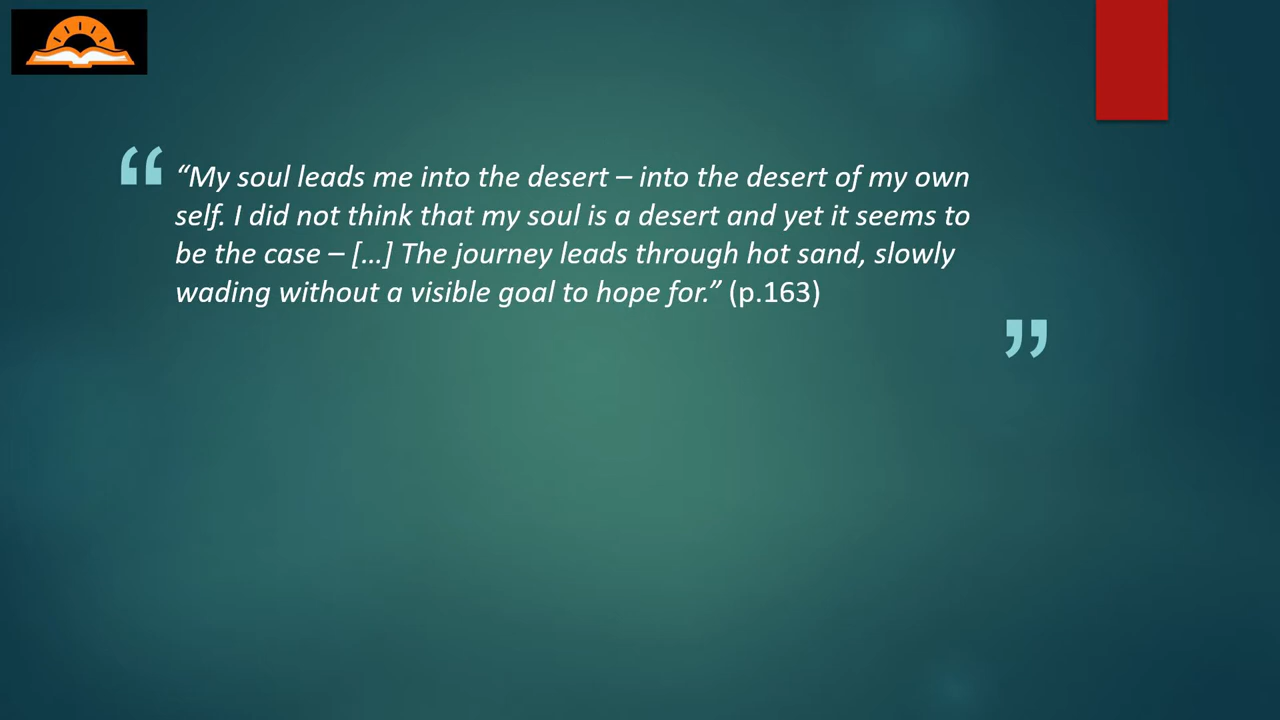 “My soul leads me into the desert – into the desert of my own
self. I did not think that my soul is a desert and yet it seems to
be the case – […] The journey leads through hot sand, slowly
wading without a visible goal to hope for.” (p.163)